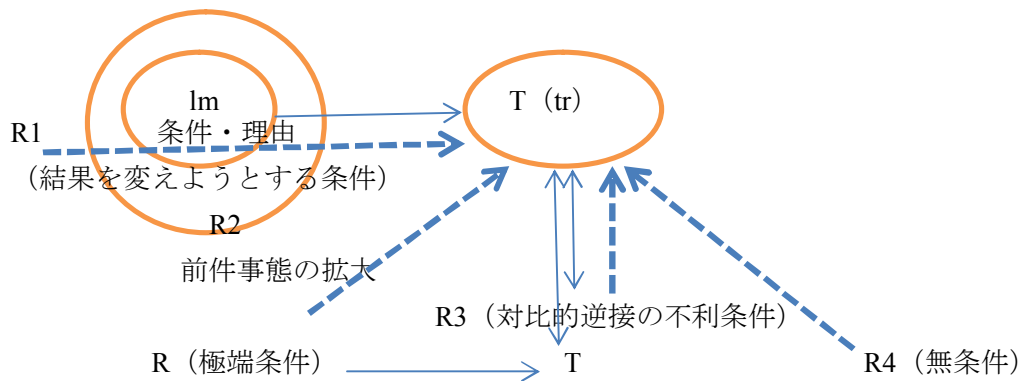 lm
T（tr）
R1
条件・理由
（結果を変えようとする条件）
R2
前件事態の拡大
R3（対比的逆接の不利条件）
R（極端条件）
T
R4（無条件）